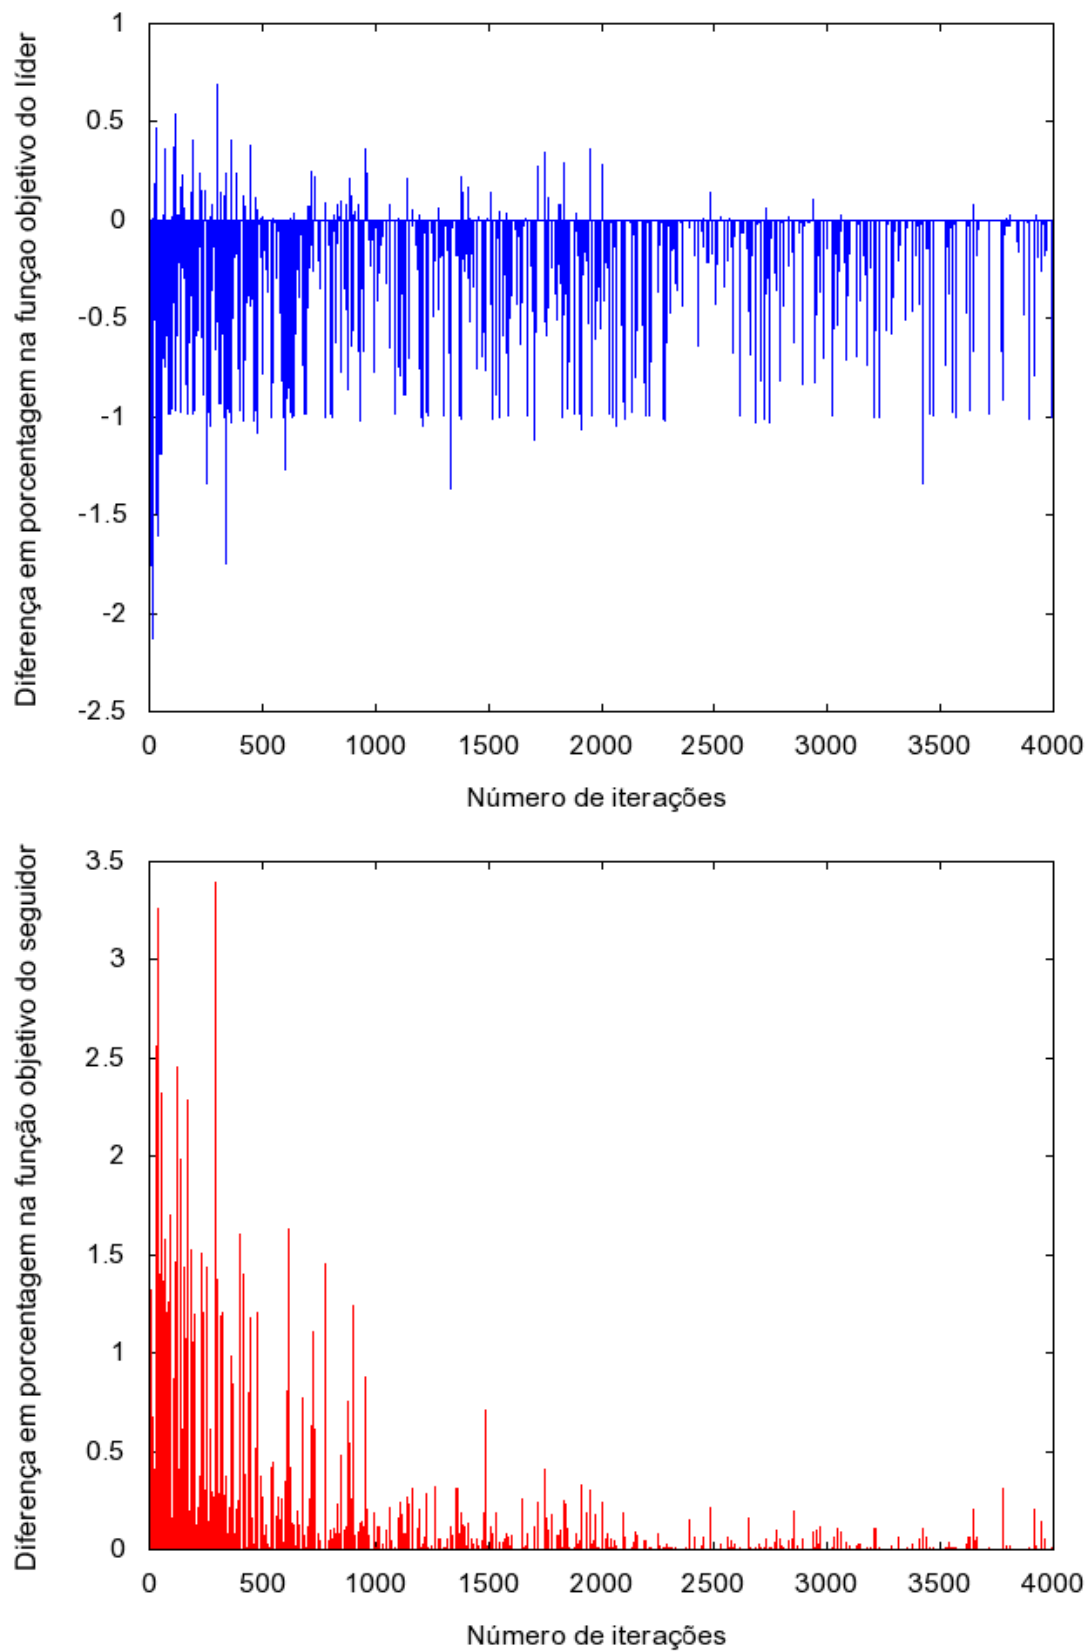 Diferença em porcentagem na função objetivo do líder
1
0.5
0
-0.5
-1
-1.5
-2
-2.5
0 500 1000 1500 2000 2500 3000 3500 4000
Número de iterações
Diferença em porcentagem na função objetivo do seguidor
3.5
3
2.5
2
1.5
1
0.5
0
0 500 1000 1500 2000 2500 3000 3500 4000
Número de iterações